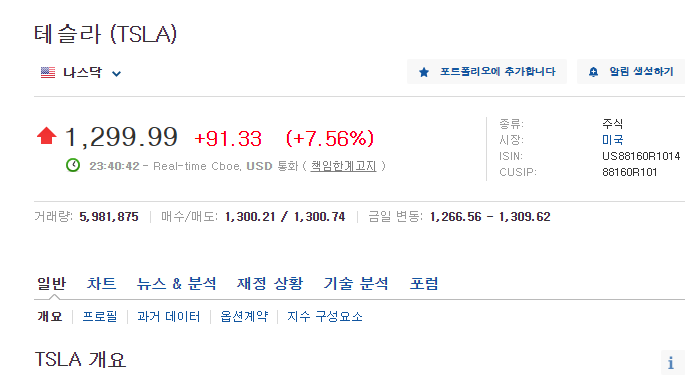 테슬라 (TSLA)
나스닥 포트폴리오에 추가합니다 알림 생성하기
1,299.99 +91.33 (+7.56%)
23:40:42 - Real-time Cboe, USD 통화 ( 책임한계고지 )
종류: 주식
시장: 미국
ISIN: US88160R1014
CUSIP: 88160R101
거래량: 5,981,875 매수/매도: 1,300.21 / 1,300.74 금일 변동: 1,266.56 - 1,309.62
일반 차트 뉴스 & 분석 재정 상황 기술 분석 포럼
개요 프로필 과거 데이터 옵션계약 지수 구성요소
TSLA 개요 i